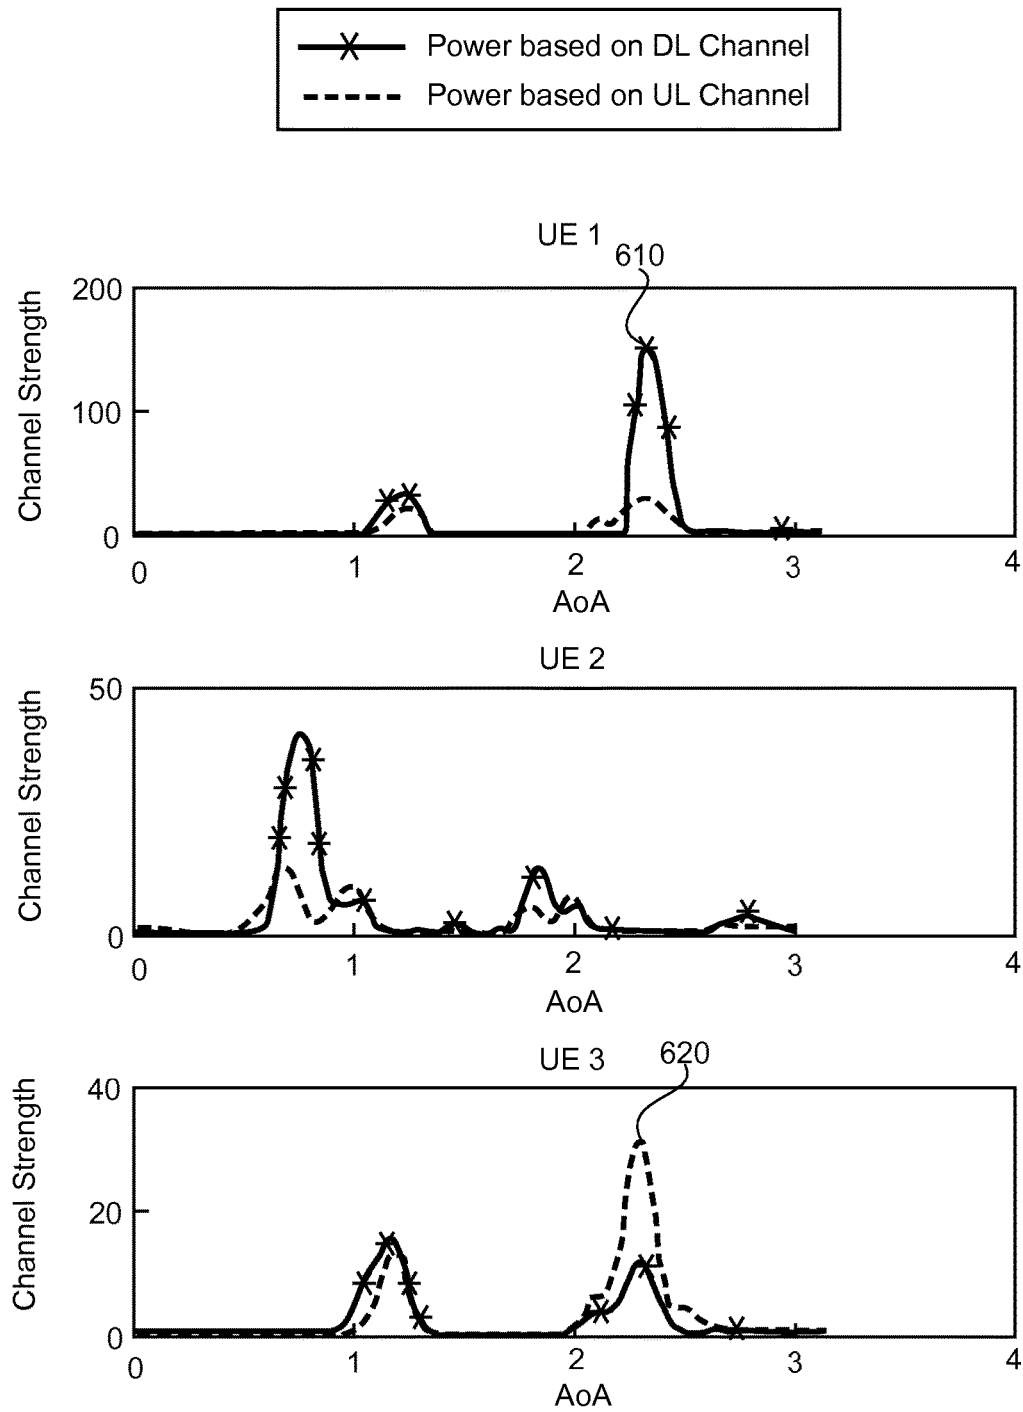 Power based on DL Channel
Power based on UL Channel
UE 1
610
Channel Strength
200
100
0
0 1 2 3 4
AoA
UE 2
Channel Strength
50
0
0 1 2 3 4
AoA
UE 3
620
Channel Strength
40
20
0
0 1 2 3 4
AoA